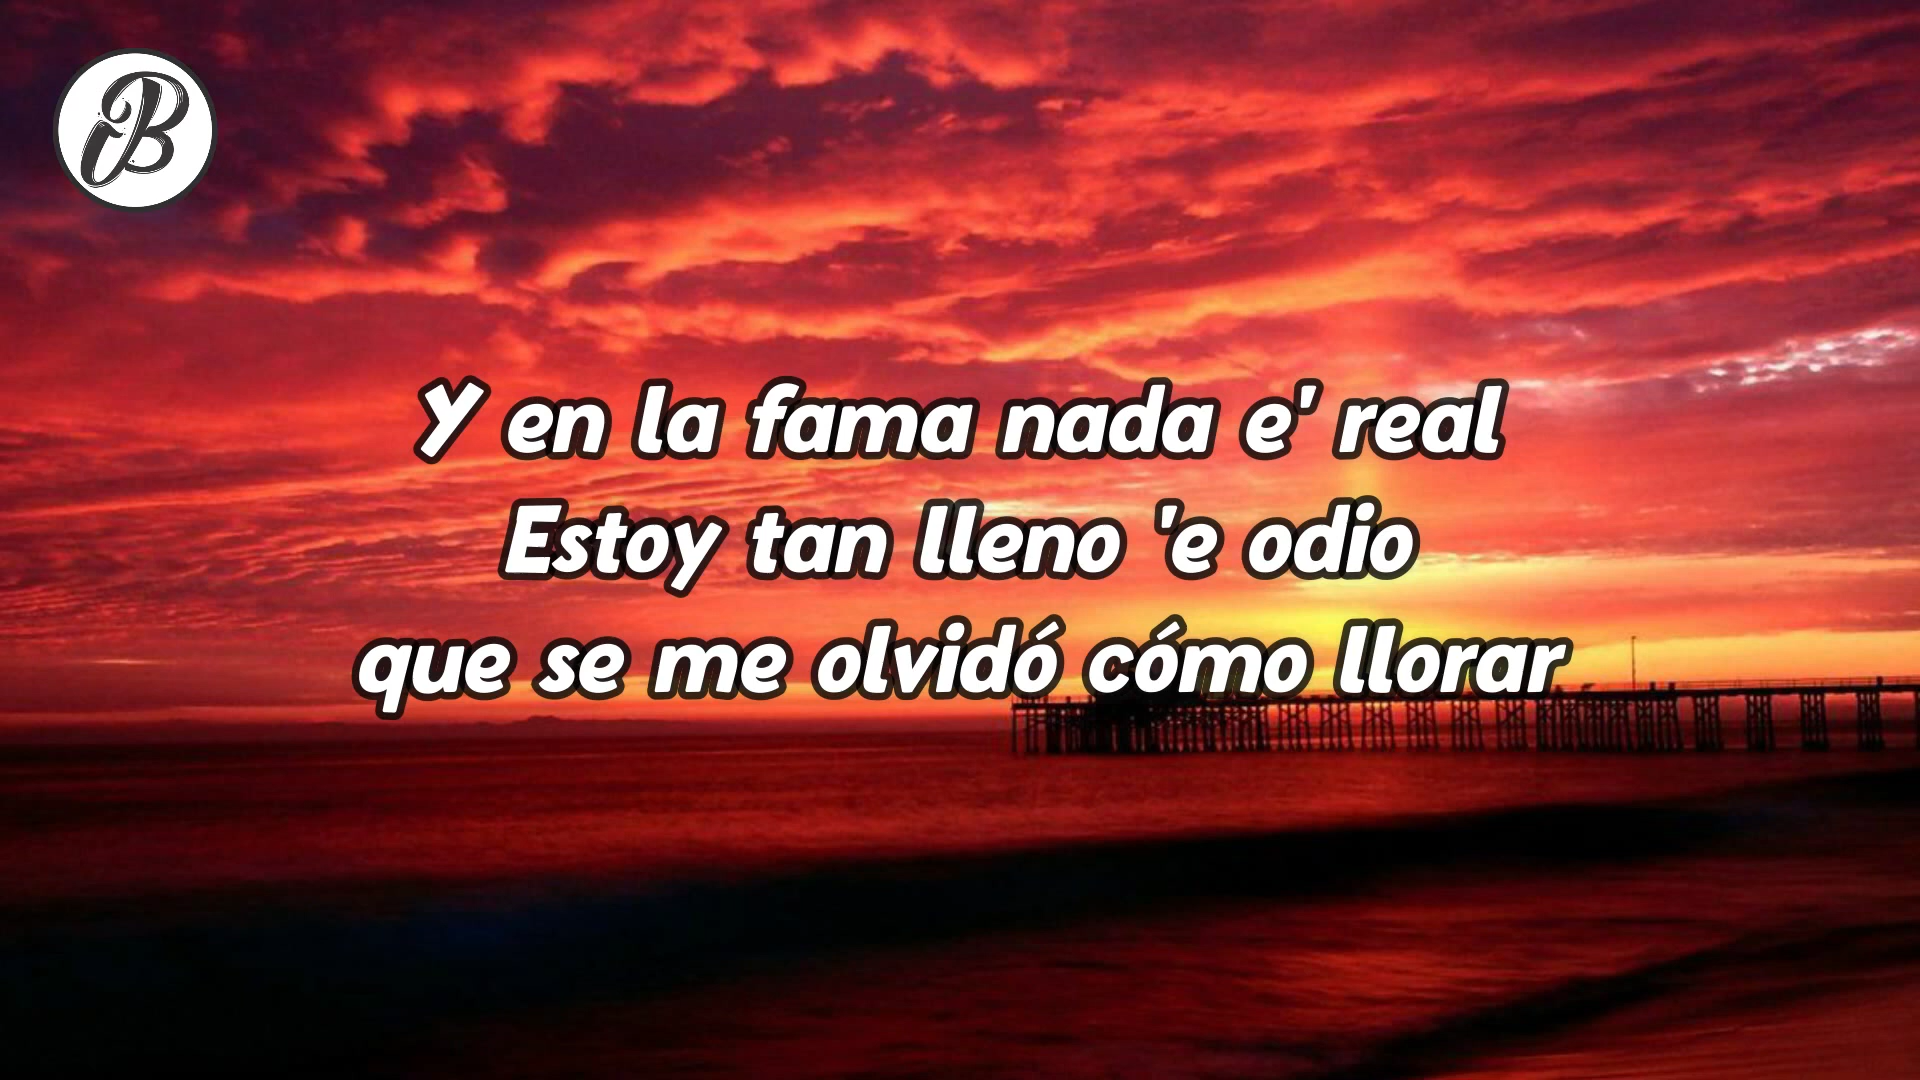 B
Y en la fama nada e' real
Estoy tan lleno 'e odio
que se me olvidó cómo llorar